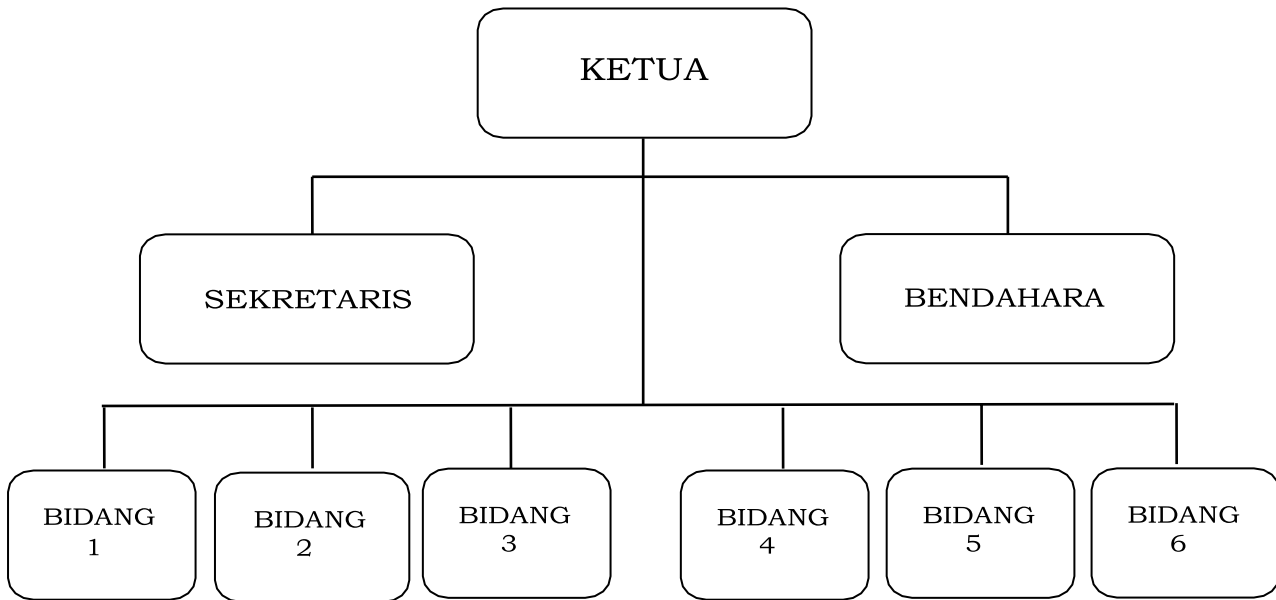 KETUA
SEKRETARIS
BENDAHARA
BIDANG
1
BIDANG
2
BIDANG
3
BIDANG
4
BIDANG
5
BIDANG
6